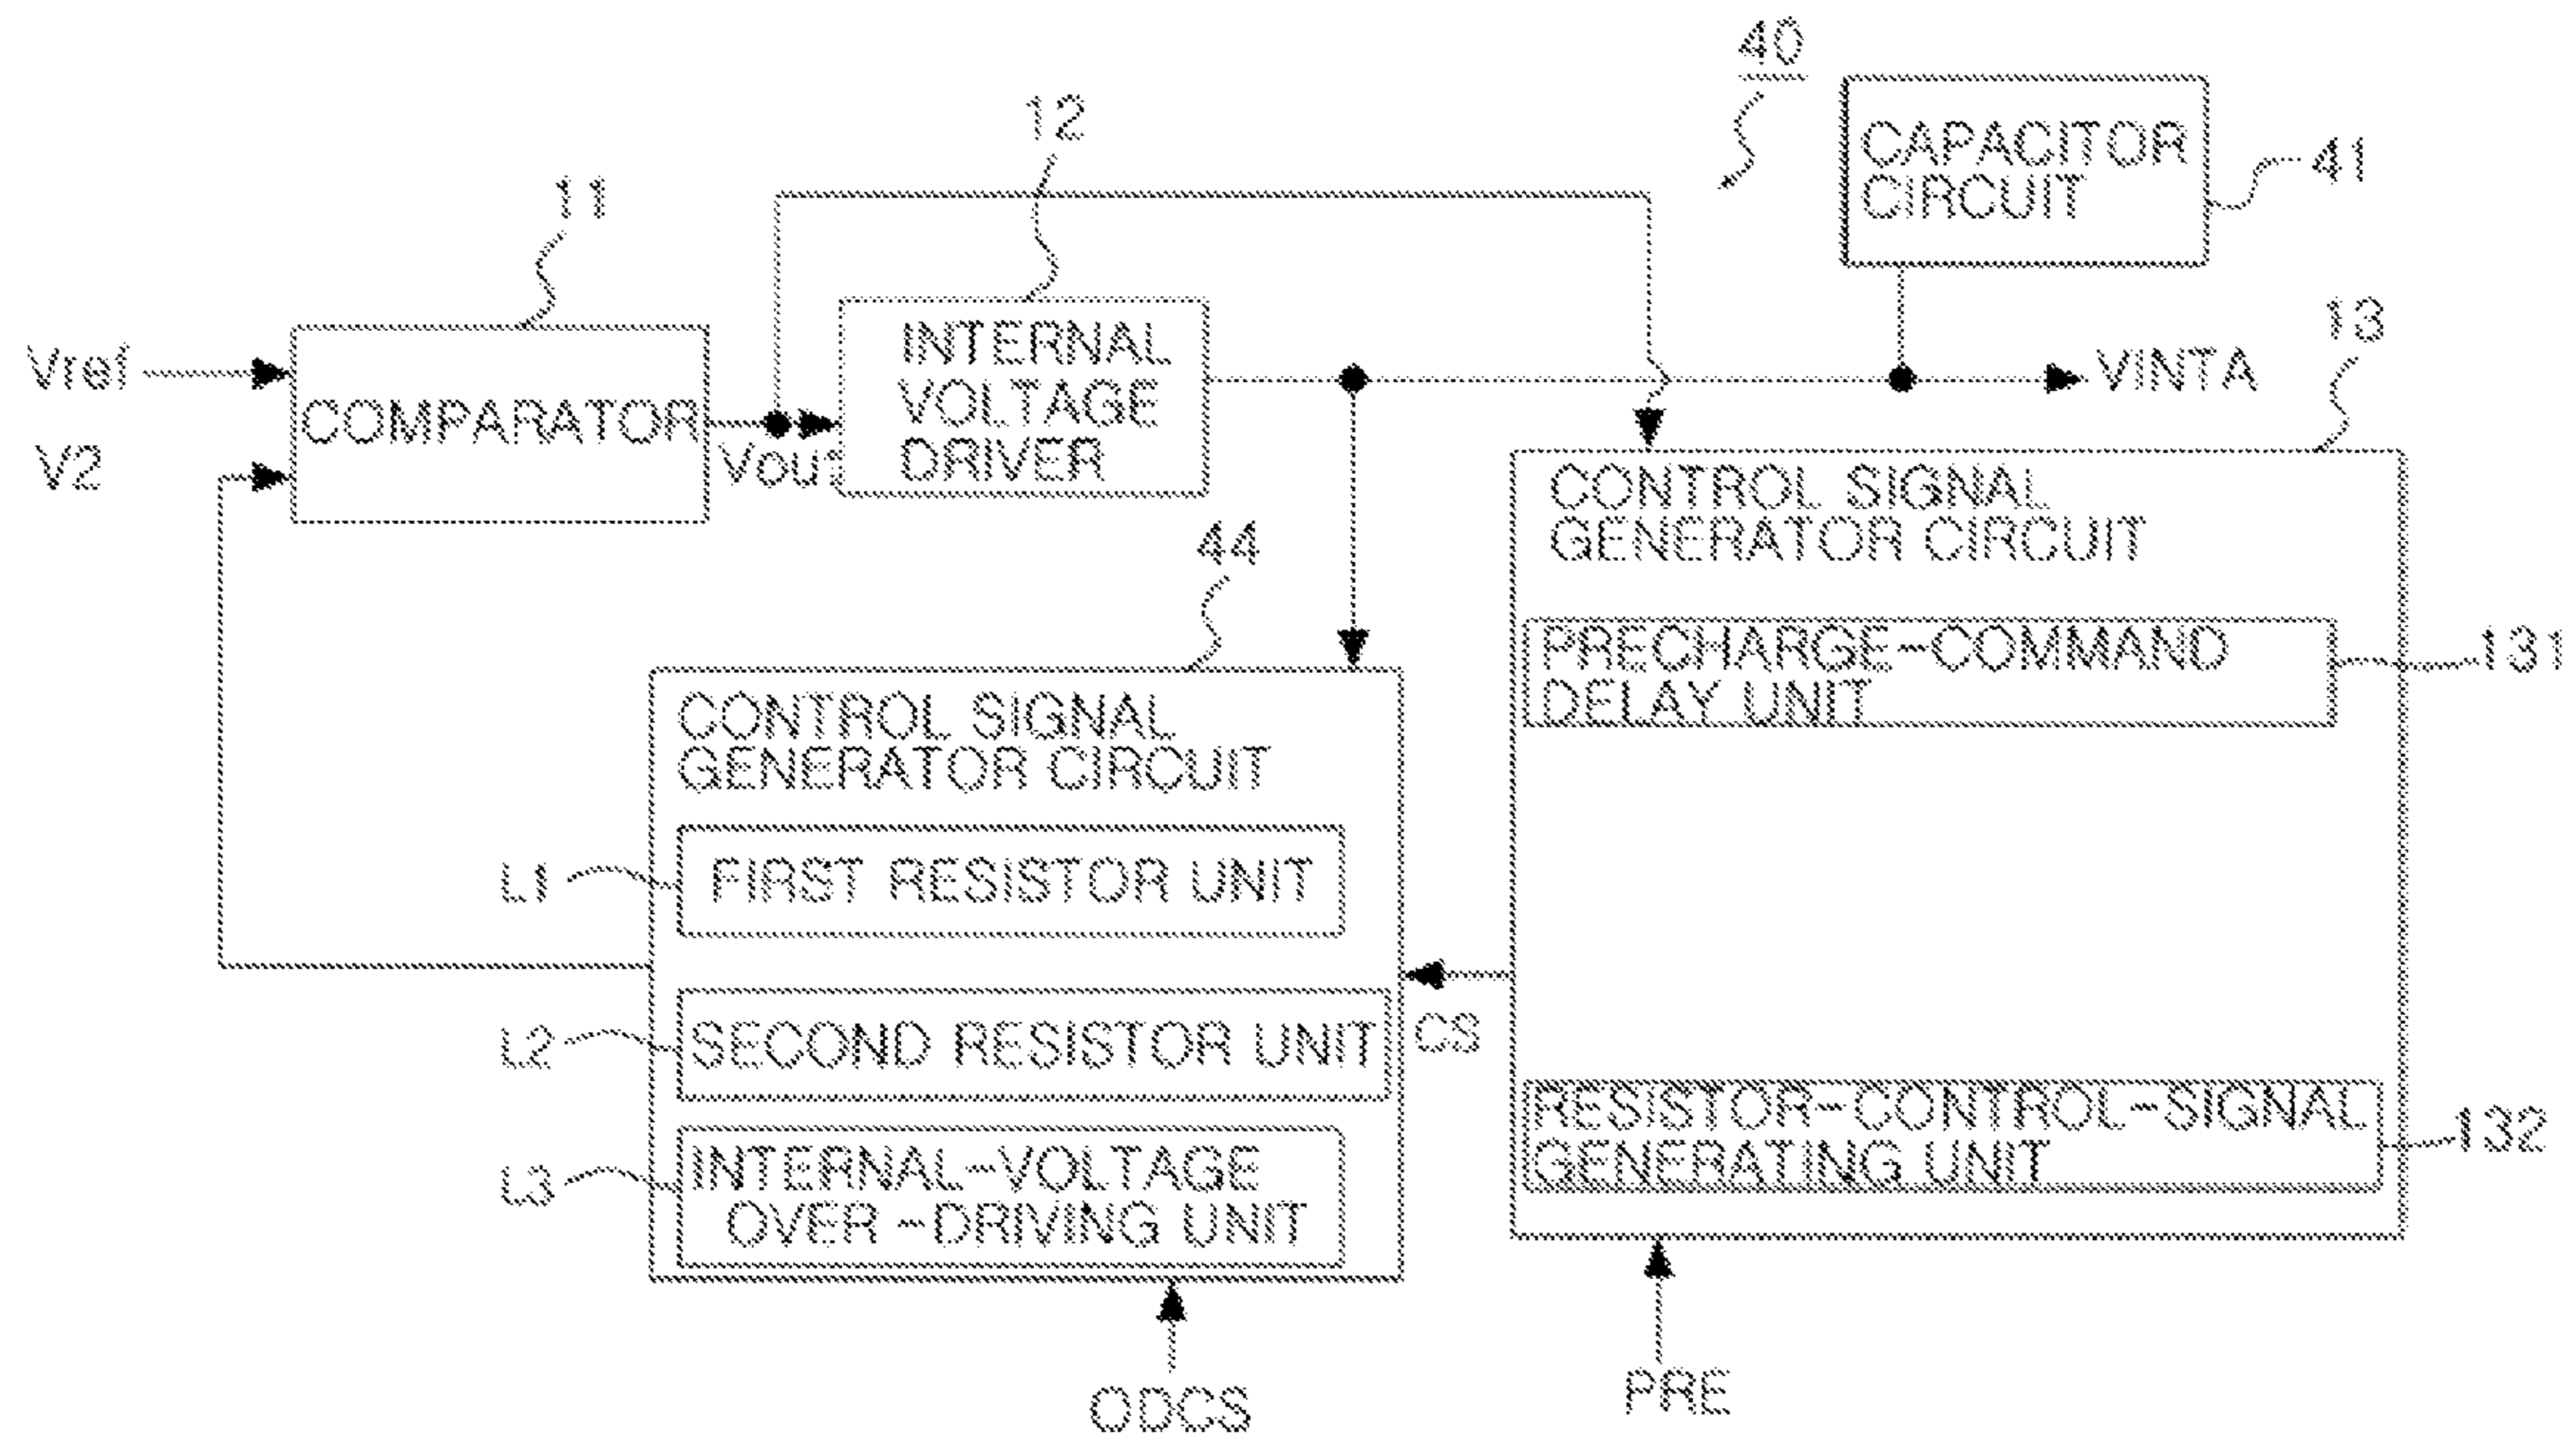 40
12
11
CAPACITOR
CIRCUIT
41
13
Vref
V2
COMPARATOR
Vout
INTERNAL
VOLTAGE
DRIVER
VINTA
44
CONTROL SIGNAL
GENERATOR CIRCUIT
PRECHARGE-COMMAND
DELAY UNIT
131
CONTROL SIGNAL
GENERATOR CIRCUIT
L1
FIRST RESISTOR UNIT
L2
SECOND RESISTOR UNIT
CS
L3
INTERNAL-VOLTAGE
OVER-DRIVING UNIT
RESISTOR-CONTROL-SIGNAL
GENERATING UNIT
132
ODCS
PRE